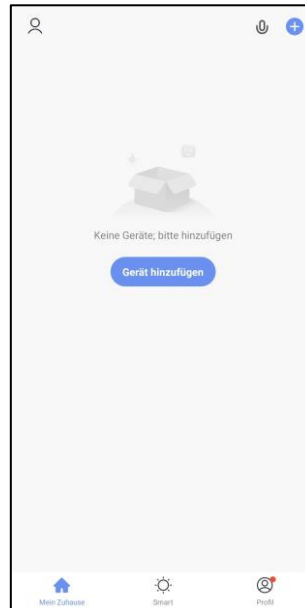 Keine Geräte; bitte hinzufügen
Gerät hinzufügen
Mein Zuhause
Smart
Profil